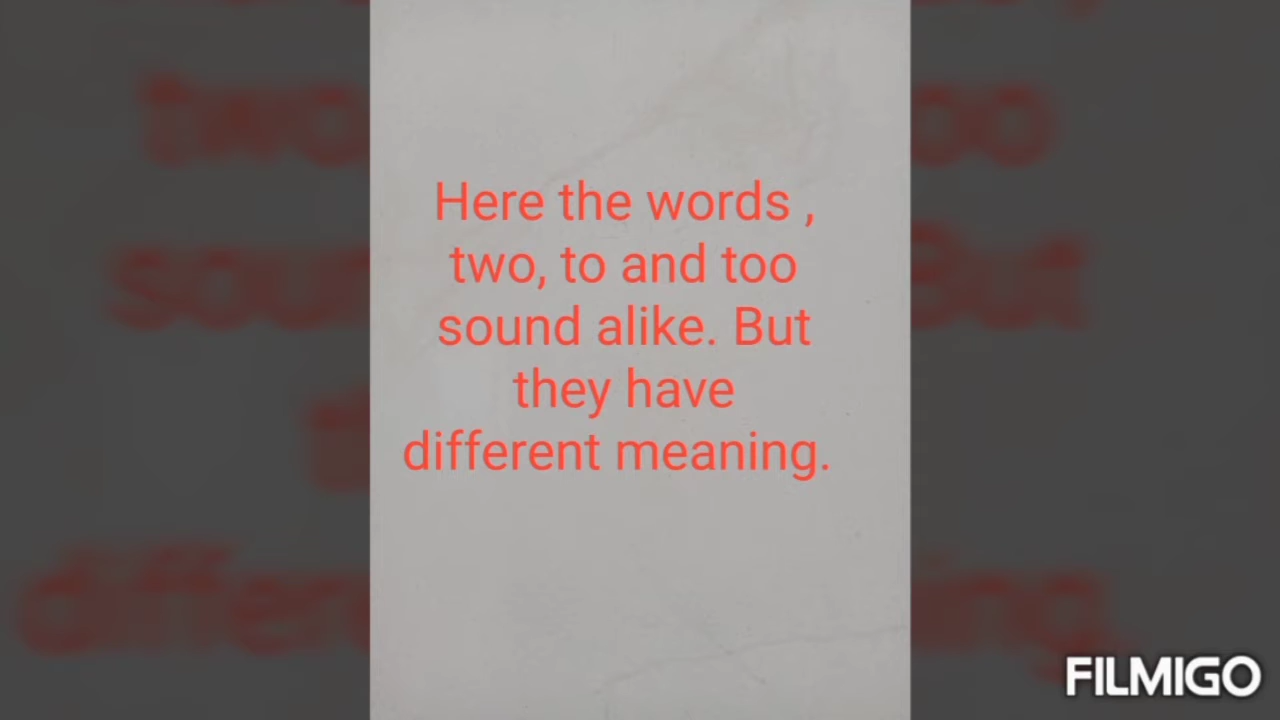 Here the words ,
two, to and too
sound alike. But
they have
different meaning.
FILMIGO